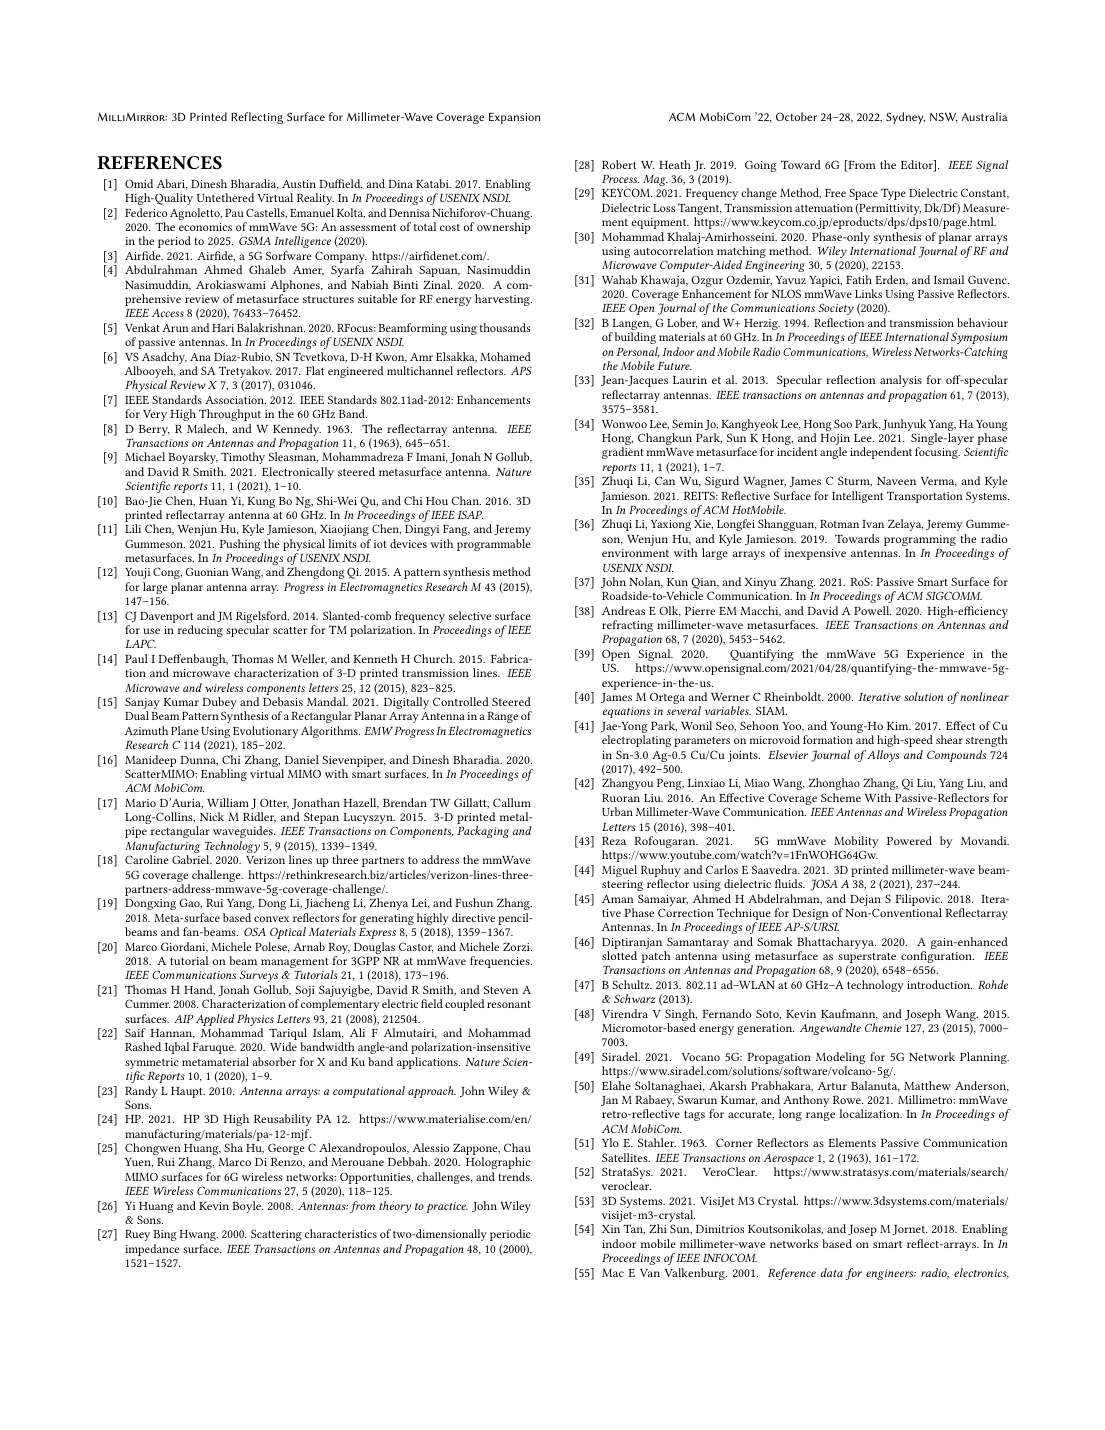 MilliMirror: 3D Printed Reflecting Surface for Millimeter-Wave Coverage Expansion
ACM MobiCom '22, October 24–28, 2022, Sydney, NSW, Australia
REFERENCES
[1] Omid Abari, Dinesh Bharadia, Austin Duffield, and Dina Katabi. 2017. Enabling
High-Quality Untethered Virtual Reality. In In Proceedings of USENIX NSDI.
[2] Federico Agnoletto, Pau Castells, Emanuel Kolta, and Dennisa Nichiforov-Chuang.
2020. The economics of mmWave 5G: An assessment of total cost of ownership
in the period to 2025. GSMA Intelligence (2020).
[3] Airfide. 2021. Airfide, a 5G Sorfware Company. https://airfidenet.com/.
[4] Abdulrahman Ahmed Ghaleb Amer, Syarfa Zahirah Sapuan, Nasimuddin
Nasimuddin, Arokiaswami Alphones, and Nabiah Binti Zinal. 2020. A com-
prehensive review of metasurface structures suitable for RF energy harvesting.
IEEE Access 8 (2020), 76433–76452.
[5] Venkat Arun and Hari Balakrishnan. 2020. RFocus: Beamforming using thousands
of passive antennas. In In Proceedings of USENIX NSDI.
[6] VS Asadchy, Ana Díaz-Rubio, SN Tcvetkova, D-H Kwon, Amr Elsakka, Mohamed
Albooyeh, and SA Tretyakov. 2017. Flat engineered multichannel reflectors. APS
Physical Review X 7, 3 (2017), 031046.
[7] IEEE Standards Association. 2012. IEEE Standards 802.11ad-2012: Enhancements
for Very High Throughput in the 60 GHz Band.
[8] D Berry, R Malech, and W Kennedy. 1963. The reflectarray antenna. IEEE
Transactions on Antennas and Propagation 11, 6 (1963), 645–651.
[9] Michael Boyarsky, Timothy Sleasman, Mohammadreza F Imani, Jonah N Gollub,
and David R Smith. 2021. Electronically steered metasurface antenna. Nature
Scientific reports 11, 1 (2021), 1–10.
[10] Bao-Jie Chen, Huan Yi, Kung Bo Ng, Shi-Wei Qu, and Chi Hou Chan. 2016. 3D
printed reflectarray antenna at 60 GHz. In In Proceedings of IEEE ISAP.
[11] Lili Chen, Wenjun Hu, Kyle Jamieson, Xiaojiang Chen, Dingyi Fang, and Jeremy
Gummeson. 2021. Pushing the physical limits of iot devices with programmable
metasurfaces. In In Proceedings of USENIX NSDI.
[12] Youji Cong, Guonian Wang, and Zhengdong Qi. 2015. A pattern synthesis method
for large planar antenna array. Progress in Electromagnetics Research M 43 (2015),
147–156.
[13] CJ Davenport and JM Rigelsford. 2014. Slanted-comb frequency selective surface
for use in reducing specular scatter for TM polarization. In Proceedings of IEEE
LAPC.
[14] Paul I Deffenbaugh, Thomas M Weller, and Kenneth H Church. 2015. Fabrica-
tion and microwave characterization of 3-D printed transmission lines. IEEE
Microwave and wireless components letters 25, 12 (2015), 823–825.
[15] Sanjay Kumar Dubey and Debasis Mandal. 2021. Digitally Controlled Steered
Dual Beam Pattern Synthesis of a Rectangular Planar Array Antenna in a Range of
Azimuth Plane Using Evolutionary Algorithms. EMW Progress In Electromagnetics
Research C 114 (2021), 185–202.
[16] Manideep Dunna, Chi Zhang, Daniel Sievenpiper, and Dinesh Bharadia. 2020.
ScatterMIMO: Enabling virtual MIMO with smart surfaces. In In Proceedings of
ACM MobiCom.
[17] Mario D'Auria, William J Otter, Jonathan Hazell, Brendan TW Gillatt, Callum
Long-Collins, Nick M Ridler, and Stepan Lucyszyn. 2015. 3-D printed metal-
pipe rectangular waveguides. IEEE Transactions on Components, Packaging and
Manufacturing Technology 5, 9 (2015), 1339–1349.
[18] Caroline Gabriel. 2020. Verizon lines up three partners to address the mmWave
5G coverage challenge. https://rethinkresearch.biz/articles/verizon-lines-three-
partners-address-mmwave-5g-coverage-challenge/.
[19] Dongxing Gao, Rui Yang, Dong Li, Jiacheng Li, Zhenya Lei, and Fushun Zhang.
2018. Meta-surface based convex reflectors for generating highly directive pencil-
beams and fan-beams. OSA Optical Materials Express 8, 5 (2018), 1359–1367.
[20] Marco Giordani, Michele Polese, Arnab Roy, Douglas Castor, and Michele Zorzi.
2018. A tutorial on beam management for 3GPP NR at mmWave frequencies.
IEEE Communications Surveys & Tutorials 21, 1 (2018), 173–196.
[21] Thomas H Hand, Jonah Gollub, Soji Sajuyigbe, David R Smith, and Steven A
Cummer. 2008. Characterization of complementary electric field coupled resonant
surfaces. AIP Applied Physics Letters 93, 21 (2008), 212504.
[22] Saif Hannan, Mohammad Tariqul Islam, Ali F Almutairi, and Mohammad
Rashed Iqbal Faruque. 2020. Wide bandwidth angle-and polarization-insensitive
symmetric metamaterial absorber for X and Ku band applications. Nature Scien-
tific Reports 10, 1 (2020), 1–9.
[23] Randy L Haupt. 2010. Antenna arrays: a computational approach. John Wiley &
Sons.
[24] HP. 2021. HP 3D High Reusability PA 12. https://www.materialise.com/en/
manufacturing/materials/pa-12-mjf.
[25] Chongwen Huang, Sha Hu, George C Alexandropoulos, Alessio Zappone, Chau
Yuen, Rui Zhang, Marco Di Renzo, and Merouane Debbah. 2020. Holographic
MIMO surfaces for 6G wireless networks: Opportunities, challenges, and trends.
IEEE Wireless Communications 27, 5 (2020), 118–125.
[26] Yi Huang and Kevin Boyle. 2008. Antennas: from theory to practice. John Wiley
& Sons.
[27] Ruey Bing Hwang. 2000. Scattering characteristics of two-dimensionally periodic
impedance surface. IEEE Transactions on Antennas and Propagation 48, 10 (2000),
1521–1527.
[28] Robert W. Heath Jr. 2019. Going Toward 6G [From the Editor]. IEEE Signal
Process. Mag. 36, 3 (2019).
[29] KEYCOM. 2021. Frequency change Method, Free Space Type Dielectric Constant,
Dielectric Loss Tangent, Transmission attenuation (Permittivity, Dk/Df) Measure-
ment equipment. https://www.keycom.co.jp/eproducts/dps/dps10/page.html.
[30] Mohammad Khalaj-Amirhosseini. 2020. Phase-only synthesis of planar arrays
using autocorrelation matching method. Wiley International Journal of RF and
Microwave Computer-Aided Engineering 30, 5 (2020), 22153.
[31] Wahab Khawaja, Ozgur Ozdemir, Yavuz Yapici, Fatih Erden, and Ismail Guvenc.
2020. Coverage Enhancement for NLOS mmWave Links Using Passive Reflectors.
IEEE Open Journal of the Communications Society (2020).
[32] B Langen, G Lober, and W+ Herzig. 1994. Reflection and transmission behaviour
of building materials at 60 GHz. In In Proceedings of IEEE International Symposium
on Personal, Indoor and Mobile Radio Communications, Wireless Networks-Catching
the Mobile Future.
[33] Jean-Jacques Laurin et al. 2013. Specular reflection analysis for off-specular
reflectarray antennas. IEEE transactions on antennas and propagation 61, 7 (2013),
3575–3581.
[34] Wonwoo Lee, Semin Jo, Kanghyeok Lee, Hong Soo Park, Junhyuk Yang, Ha Young
Hong, Changkun Park, Sun K Hong, and Hojin Lee. 2021. Single-layer phase
gradient mmWave metasurface for incident angle independent focusing. Scientific
reports 11, 1 (2021), 1–7.
[35] Zhuqi Li, Can Wu, Sigurd Wagner, James C Sturm, Naveen Verma, and Kyle
Jamieson. 2021. REITS: Reflective Surface for Intelligent Transportation Systems.
In In Proceedings of ACM HotMobile.
[36] Zhuqi Li, Yaxiong Xie, Longfei Shangguan, Rotman Ivan Zelaya, Jeremy Gumme-
son, Wenjun Hu, and Kyle Jamieson. 2019. Towards programming the radio
environment with large arrays of inexpensive antennas. In In Proceedings of
USENIX NSDI.
[37] John Nolan, Kun Qian, and Xinyu Zhang. 2021. RoS: Passive Smart Surface for
Roadside-to-Vehicle Communication. In In Proceedings of ACM SIGCOMM.
[38] Andreas E Olk, Pierre EM Macchi, and David A Powell. 2020. High-efficiency
refracting millimeter-wave metasurfaces. IEEE Transactions on Antennas and
Propagation 68, 7 (2020), 5453–5462.
[39] Open Signal. 2020. Quantifying the mmWave 5G Experience in the
US. https://www.opensignal.com/2021/04/28/quantifying-the-mmwave-5g-
experience-in-the-us.
[40] James M Ortega and Werner C Rheinboldt. 2000. Iterative solution of nonlinear
equations in several variables. SIAM.
[41] Jae-Yong Park, Wonil Seo, Sehoon Yoo, and Young-Ho Kim. 2017. Effect of Cu
electroplating parameters on microvoid formation and high-speed shear strength
in Sn-3.0 Ag-0.5 Cu/Cu joints. Elsevier Journal of Alloys and Compounds 724
(2017), 492–500.
[42] Zhangyou Peng, Linxiao Li, Miao Wang, Zhonghao Zhang, Qi Liu, Yang Liu, and
Ruoran Liu. 2016. An Effective Coverage Scheme With Passive-Reflectors for
Urban Millimeter-Wave Communication. IEEE Antennas and Wireless Propagation
Letters 15 (2016), 398–401.
[43] Reza Rofougaran. 2021. 5G mmWave Mobility Powered by Movandi.
https://www.youtube.com/watch?v=1FnWOHG64Gw.
[44] Miguel Ruphuy and Carlos E Saavedra. 2021. 3D printed millimeter-wave beam-
steering reflector using dielectric fluids. JOSA A 38, 2 (2021), 237–244.
[45] Aman Samaiyar, Ahmed H Abdelrahman, and Dejan S Filipovic. 2018. Itera-
tive Phase Correction Technique for Design of Non-Conventional Reflectarray
Antennas. In In Proceedings of IEEE AP-S/URSI.
[46] Diptiranjan Samantaray and Somak Bhattacharyya. 2020. A gain-enhanced
slotted patch antenna using metasurface as superstrate configuration. IEEE
Transactions on Antennas and Propagation 68, 9 (2020), 6548–6556.
[47] B Schultz. 2013. 802.11 ad–WLAN at 60 GHz–A technology introduction. Rohde
& Schwarz (2013).
[48] Virendra V Singh, Fernando Soto, Kevin Kaufmann, and Joseph Wang. 2015.
Micromotor-based energy generation. Angewandte Chemie 127, 23 (2015), 7000–
7003.
[49] Siradel. 2021. Vocano 5G: Propagation Modeling for 5G Network Planning.
https://www.siradel.com/solutions/software/volcano-5g/.
[50] Elahe Soltanaghaei, Akarsh Prabhakara, Artur Balanuta, Matthew Anderson,
Jan M Rabaey, Swarun Kumar, and Anthony Rowe. 2021. Millimetro: mmWave
retro-reflective tags for accurate, long range localization. In In Proceedings of
ACM MobiCom.
[51] Ylo E. Stahler. 1963. Corner Reflectors as Elements Passive Communication
Satellites. IEEE Transactions on Aerospace 1, 2 (1963), 161–172.
[52] StrataSys. 2021. VeroClear. https://www.stratasys.com/materials/search/
veroclear.
[53] 3D Systems. 2021. VisiJet M3 Crystal. https://www.3dsystems.com/materials/
visijet-m3-crystal.
[54] Xin Tan, Zhi Sun, Dimitrios Koutsonikolas, and Josep M Jornet. 2018. Enabling
indoor mobile millimeter-wave networks based on smart reflect-arrays. In In
Proceedings of IEEE INFOCOM.
[55] Mac E Van Valkenburg. 2001. Reference data for engineers: radio, electronics,